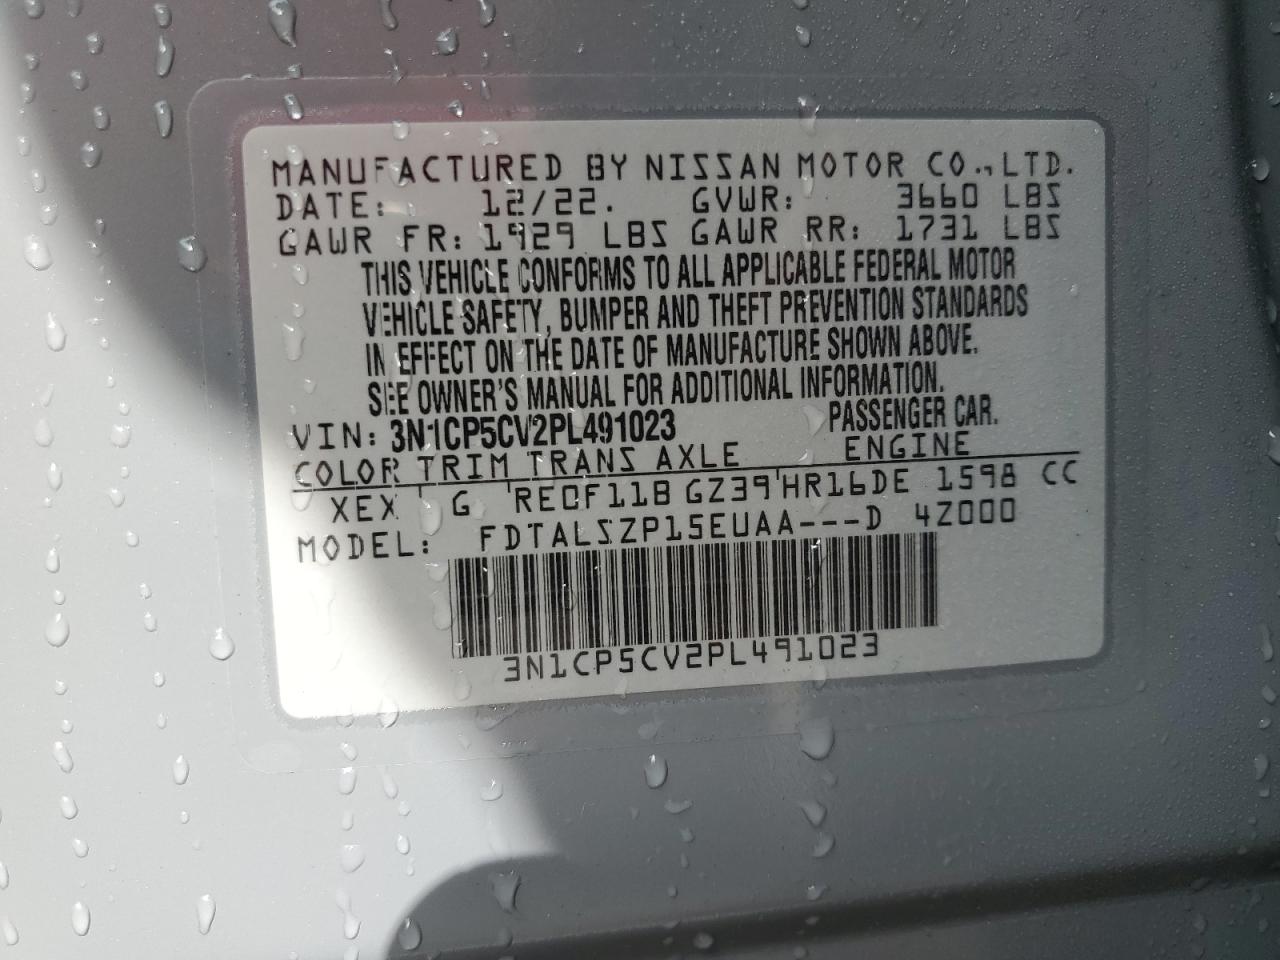 MANUFACTURED BY NISSAN MOTOR CO., LTD.
DATE: 12/22. GVWR: 3660 LBS
GAWR FR: 1929 LBS GAWR RR: 1731 LBS
THIS VEHICLE CONFORMS TO ALL APPLICABLE FEDERAL MOTOR
VEHICLE SAFETY, BUMPER AND THEFT PREVENTION STANDARDS
IN EFFECT ON THE DATE OF MANUFACTURE SHOWN ABOVE.
SEE OWNER'S MANUAL FOR ADDITIONAL INFORMATION.
VIN: 3N1CP5CV2PL491023 PASSENGER CAR.
COLOR TRIM TRANS AXLE ENGINE
XEX G RE0F11B GZ39 HR16DE 1598 CC
MODEL: FDTALSZP15EUAA---D 4Z000
3N1CP5CV2PL491023